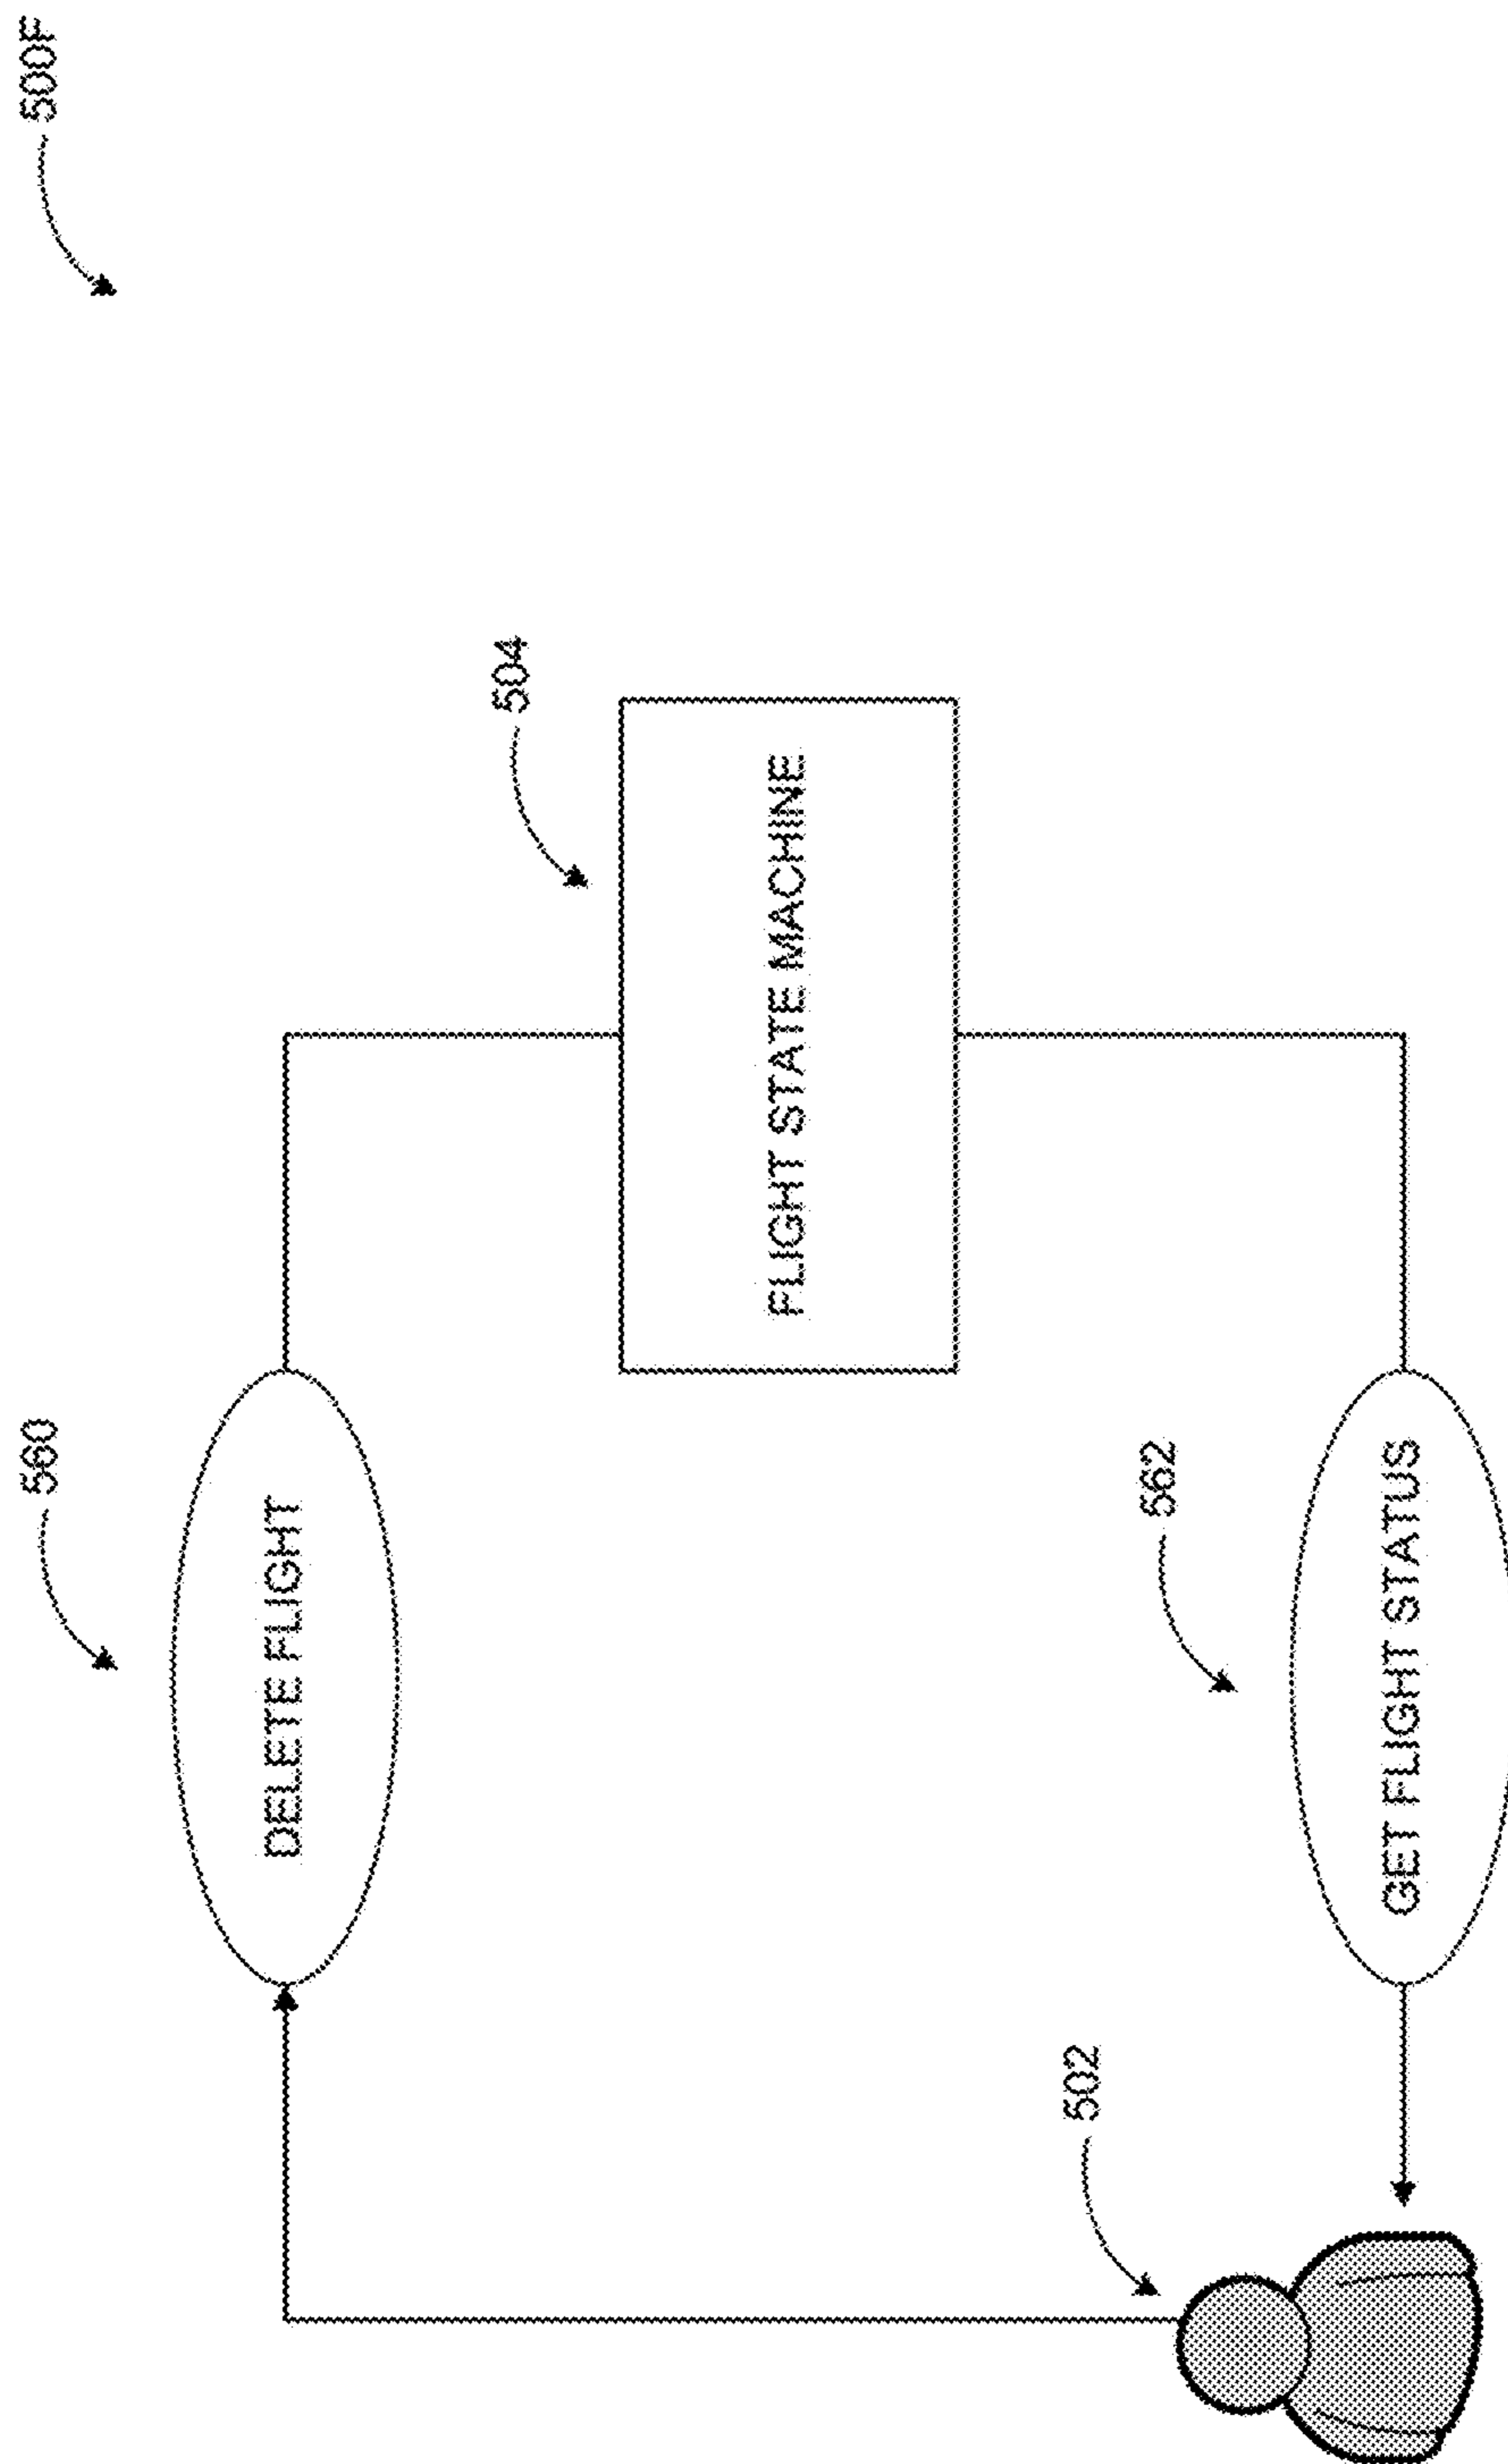 500F
560
DELETE FLIGHT
504
FLIGHT STATE MACHINE
502
562
GET FLIGHT STATUS